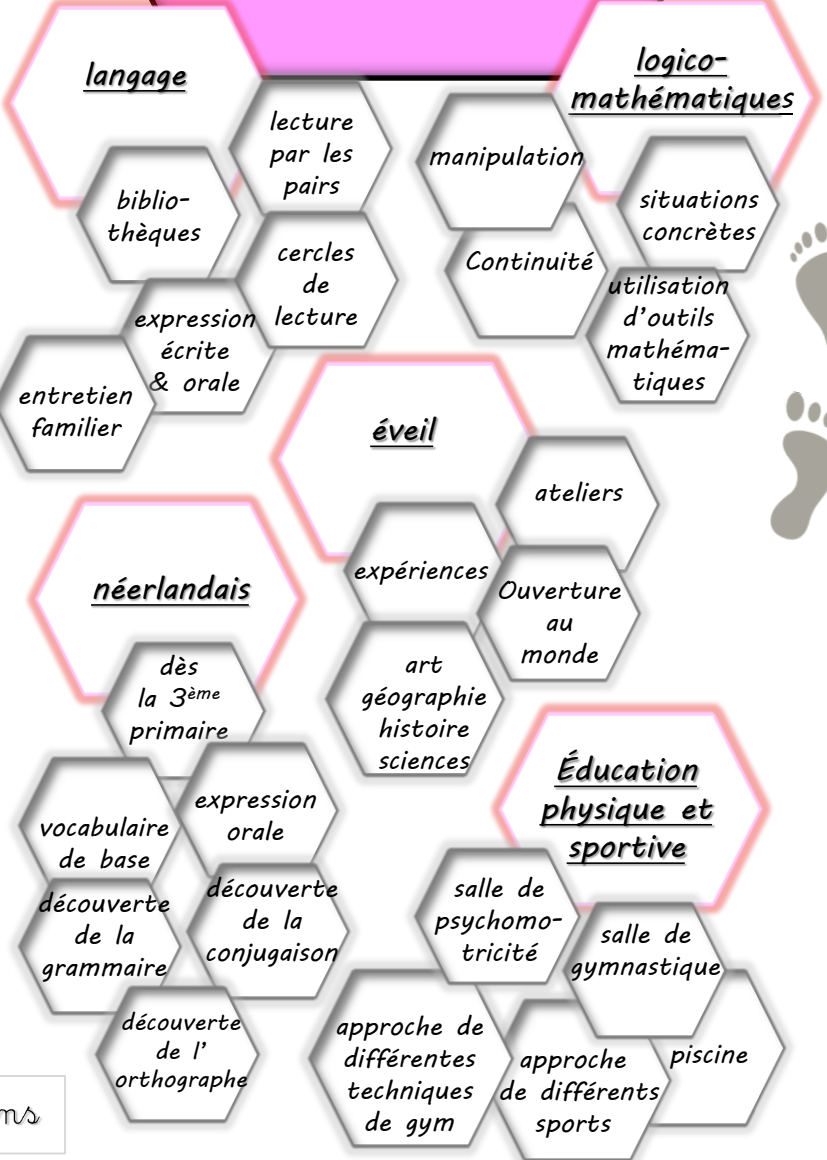 langage
lecture
par les
pairs
biblio-
thèques
cercles
de
lecture
expression
écrite
& orale
entretien
familier
logico-
mathématiques
manipulation
situations
concrètes
Continuité
utilisation
d'outils
mathéma-
tiques
éveil
ateliers
expériences
Ouverture
au
monde
art
géographie
histoire
sciences
néerlandais
dès
la 3ème
primaire
expression
orale
vocabulaire
de base
découverte
de la
conjugaison
découverte
de la
grammaire
découverte
de l'
orthographe
Éducation
physique et
sportive
salle de
psychomo-
tricité
salle de
gymnastique
piscine
approche de
différentes
techniques
de gym
approche
de différents
sports